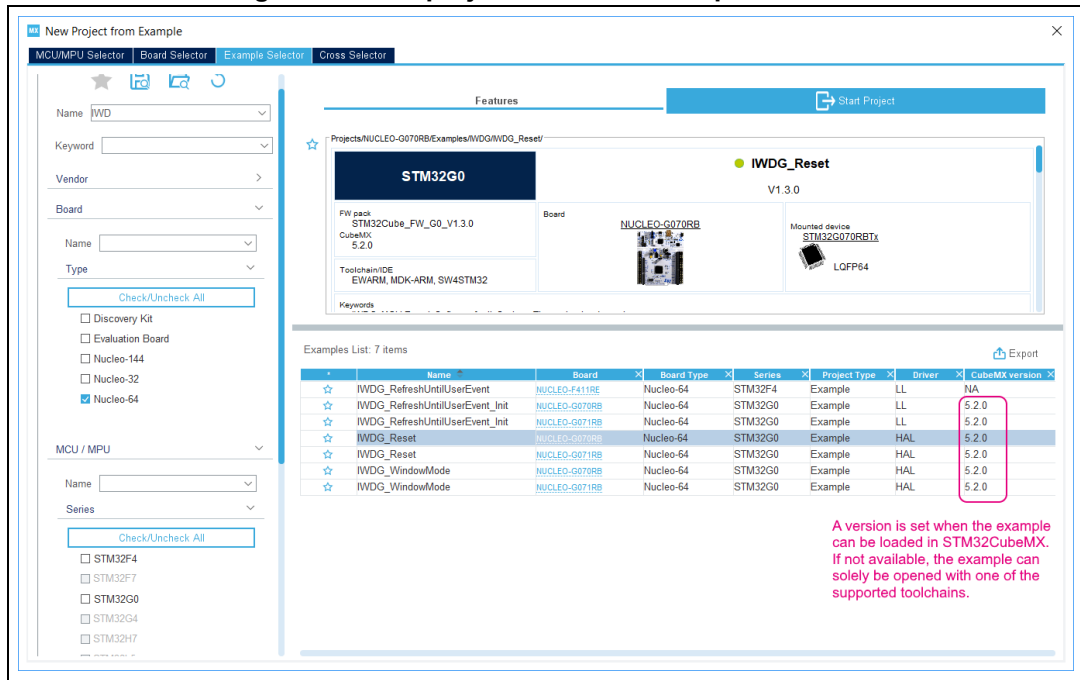 New Project from Example
MCU/MPU Selector Board Selector Example Selector Cross Selector
Name IWD
Keyword
Vendor
Board
Name
Type
Check/Uncheck All
Discovery Kit
Evaluation Board
Nucleo-144
Nucleo-32
Nucleo-64
MCU / MPU
Name
Series
Check/Uncheck All
STM32F4
STM32F7
STM32G0
STM32G4
STM32H7
Features
Start Project
Projects/NUCLEO-G070RB/Examples/IWDG/IWDG_Reset/
STM32G0
IWDG_Reset
V1.3.0
FW pack
STM32Cube_FW_G0_V1.3.0
CubeMX
5.2.0
Toolchain/IDE
EWARM, MDK-ARM, SW4STM32
Board
NUCLEO-G070RB
Mounted device
STM32G070RBTx
LQFP64
Keywords
Examples List: 7 items
Export
* Name Board Board Type Series Project Type Driver CubeMX version
IWDG_RefreshUntilUserEvent NUCLEO-F411RE Nucleo-64 STM32F4 Example LL NA
IWDG_RefreshUntilUserEvent_Init NUCLEO-G070RB Nucleo-64 STM32G0 Example LL 5.2.0
IWDG_RefreshUntilUserEvent_Init NUCLEO-G071RB Nucleo-64 STM32G0 Example LL 5.2.0
IWDG_Reset NUCLEO-G070RB Nucleo-64 STM32G0 Example HAL 5.2.0
IWDG_Reset NUCLEO-G071RB Nucleo-64 STM32G0 Example HAL 5.2.0
IWDG_WindowMode NUCLEO-G070RB Nucleo-64 STM32G0 Example HAL 5.2.0
IWDG_WindowMode NUCLEO-G071RB Nucleo-64 STM32G0 Example HAL 5.2.0
A version is set when the example
can be loaded in STM32CubeMX.
If not available, the example can
solely be opened with one of the
supported toolchains.